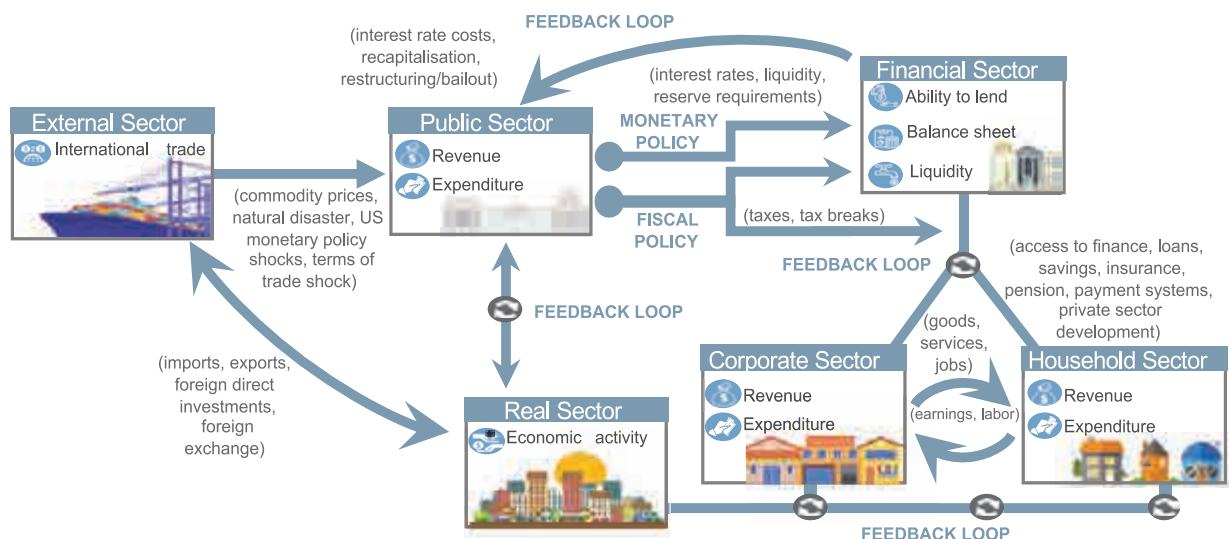 FEEDBACK LOOP
(interest rate costs,
recapitalisation,
restructuring/bailout)
(interest rates, liquidity,
reserve requirements)
Financial Sector
Ability to lend
Balance sheet
Liquidity
External Sector
International trade
Public Sector
Revenue
Expenditure
MONETARY
POLICY
FISCAL
POLICY
(taxes, tax breaks)
(commodity prices,
natural disaster, US
monetary policy
shocks, terms of
trade shock)
FEEDBACK LOOP
(access to finance, loans,
savings, insurance,
pension, payment systems,
private sector
development)
FEEDBACK LOOP
(imports, exports,
foreign direct
investments,
foreign
exchange)
Real Sector
Economic activity
Corporate Sector
Revenue
Expenditure
(goods,
services,
jobs)
(earnings, labor)
Household Sector
Revenue
Expenditure
FEEDBACK LOOP